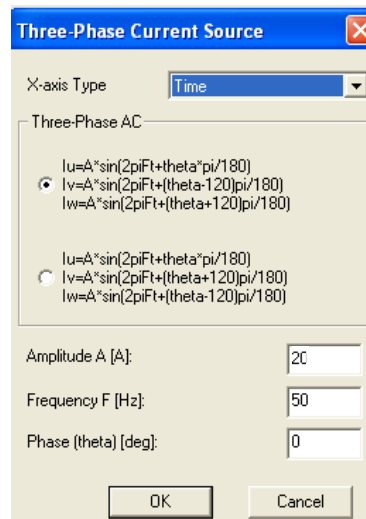 Three-Phase Current Source
X-axis Type
Time
Three-Phase AC
Iu=A*sin(2piFt+theta*pi/180)
Iv=A*sin(2piFt+(theta-120)pi/180)
Iw=A*sin(2piFt+(theta+120)pi/180)
Iu=A*sin(2piFt+theta*pi/180)
Iv=A*sin(2piFt+(theta+120)pi/180)
Iw=A*sin(2piFt+(theta-120)pi/180)
Amplitude A [A]:
20
Frequency F [Hz]:
50
Phase (theta) [deg]:
0
OK
Cancel